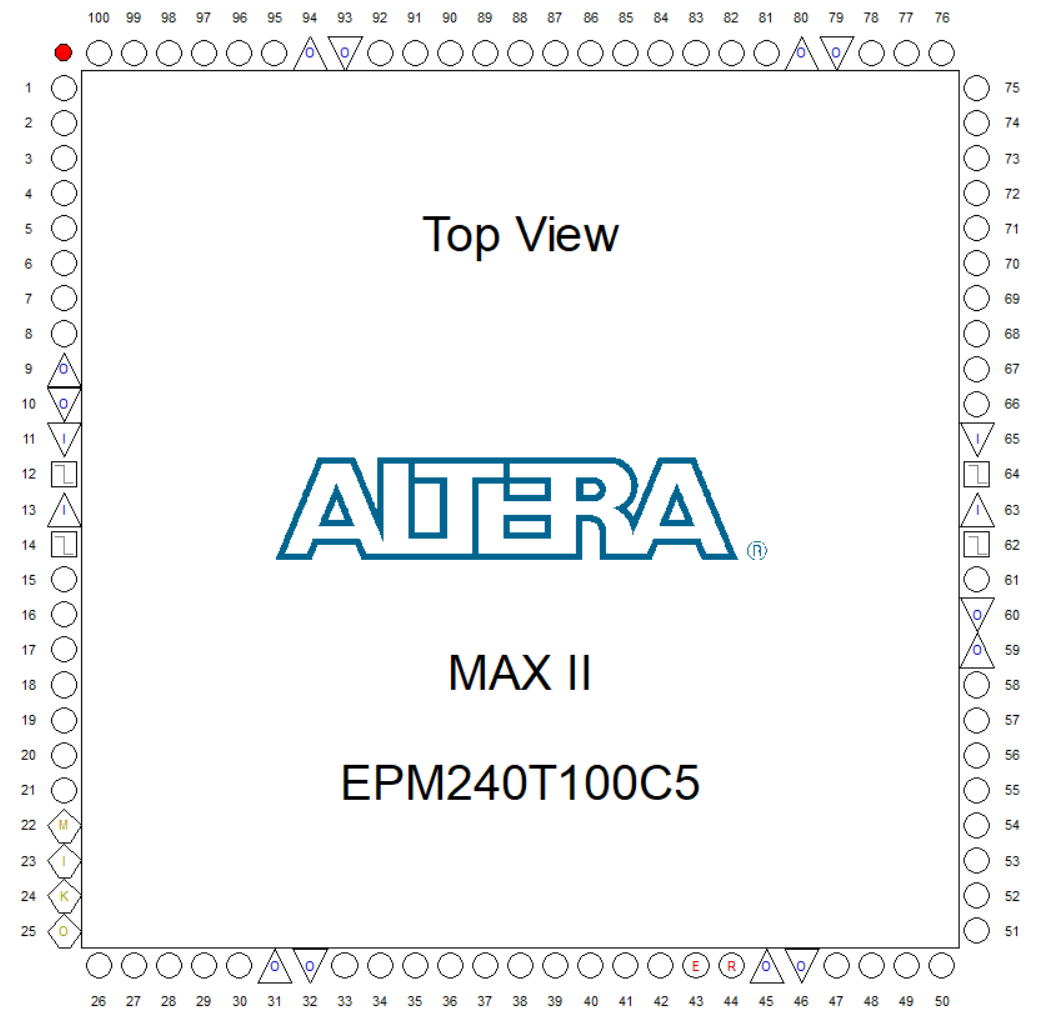 100 99 98 97 96 95 94 93 92 91 90 89 88 87 86 85 84 83 82 81 80 79 78 77 76
O O O O
1 75
2 74
3 73
4 72
Top View
5 71
6 70
7 69
8 68
9 O 67
10 O 66
11 I I 65
12 64
ALTERA
13 I I 63
14 62
®
15 61
16 O 60
17 O 59
MAX II
18 58
19 57
20 56
EPM240T100C5
21 55
22 M 54
23 I 53
24 K 52
25 O 51
O O E R O O
26 27 28 29 30 31 32 33 34 35 36 37 38 39 40 41 42 43 44 45 46 47 48 49 50